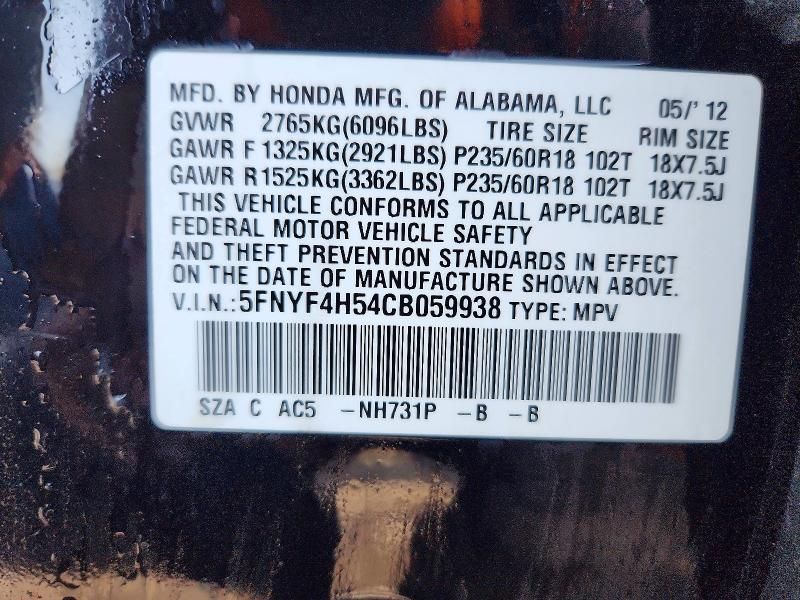 MFD. BY HONDA MFG. OF ALABAMA, LLC 05/' 12
GVWR 2765KG(6096LBS) TIRE SIZE RIM SIZE
GAWR F 1325KG(2921LBS) P235/60R18 102T 18X7.5J
GAWR R 1525KG(3362LBS) P235/60R18 102T 18X7.5J
THIS VEHICLE CONFORMS TO ALL APPLICABLE
FEDERAL MOTOR VEHICLE SAFETY
AND THEFT PREVENTION STANDARDS IN EFFECT
ON THE DATE OF MANUFACTURE SHOWN ABOVE.
V.I.N.: 5FNYF4H54CB059938 TYPE: MPV
SZA C AC5 -NH731P -B -B